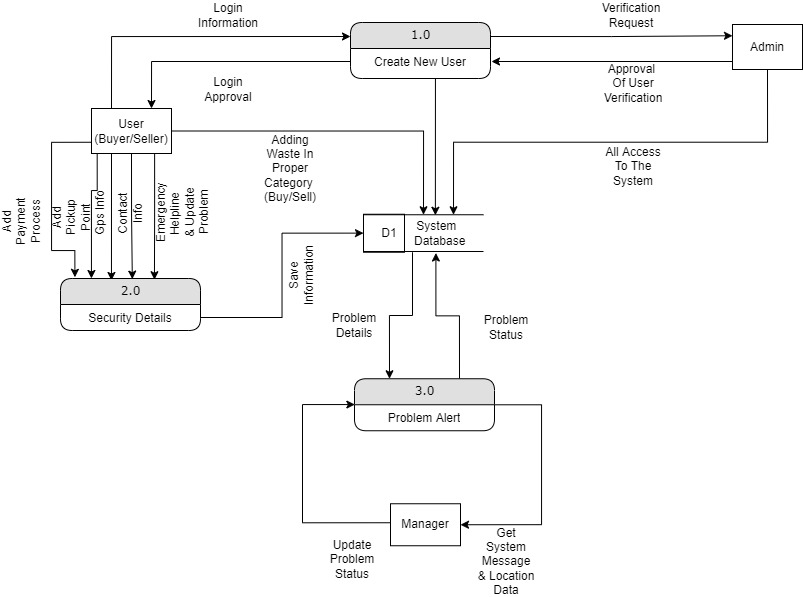 Login
Information
Verification
Request
1.0
Create New User
Admin
Login
Approval
Approval
Of User
Verification
User
(Buyer/Seller)
Adding
Waste In
Proper
Category
(Buy/Sell)
All Access
To The
System
Add
Payment
Process
Add
Pickup
Point
Gps Info
Contact
Info
Emergency
Helpline
& Update
Problem
D1
System
Database
Save
Information
2.0
Security Details
Problem
Details
Problem
Status
3.0
Problem Alert
Manager
Update
Problem
Status
Get
System
Message
& Location
Data